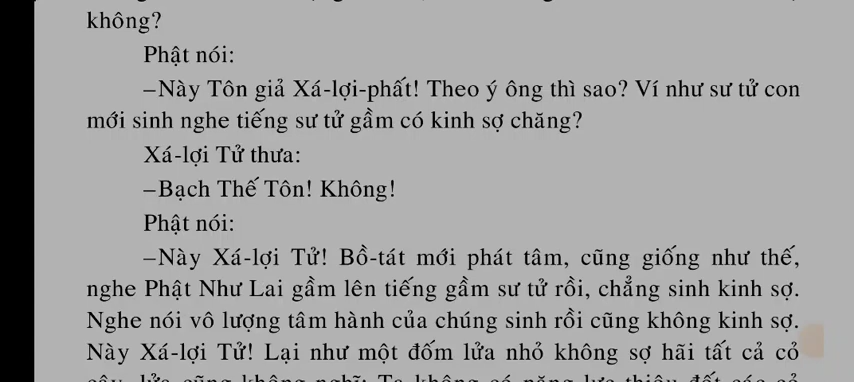 không?
Phật nói:
–Này Tôn giả Xá-lợi-phất! Theo ý ông thì sao? Ví như sư tử con
mới sinh nghe tiếng sư tử gầm có kinh sợ chăng?
Xá-lợi Tử thưa:
–Bạch Thế Tôn! Không!
Phật nói:
–Này Xá-lợi Tử! Bồ-tát mới phát tâm, cũng giống như thế,
nghe Phật Như Lai gầm lên tiếng gầm sư tử rồi, chẳng sinh kinh sợ.
Nghe nói vô lượng tâm hành của chúng sinh rồi cũng không kinh sợ.
Này Xá-lợi Tử! Lại như một đốm lửa nhỏ không sợ hãi tất cả cỏ